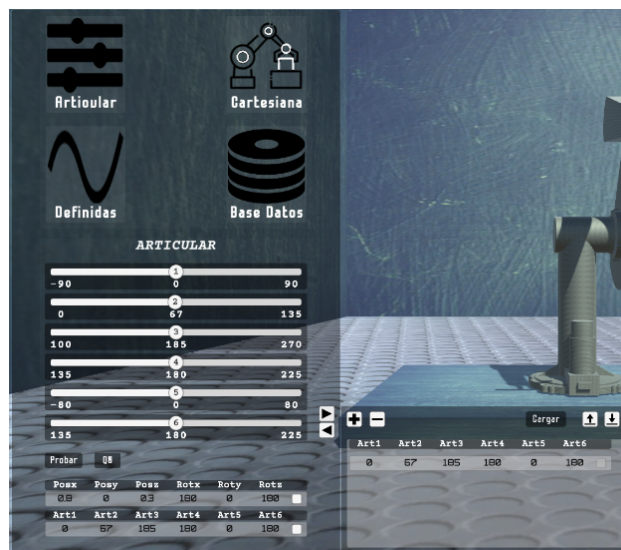 Articular Cartesiana
Definidas Base Datos
ARTICULAR
1
-90 0 90
2
0 67 135
3
100 185 270
4
135 180 225
5
-80 0 80
6
135 180 225
Cargar
Art1 Art2 Art3 Art4 Art5 Art6
0 67 185 180 0 180
Probar ON
Posx Posy Posz Rotx Roty Rotz
0.8 0 0.3 180 0 180
Art1 Art2 Art3 Art4 Art5 Art6
0 67 185 180 0 180